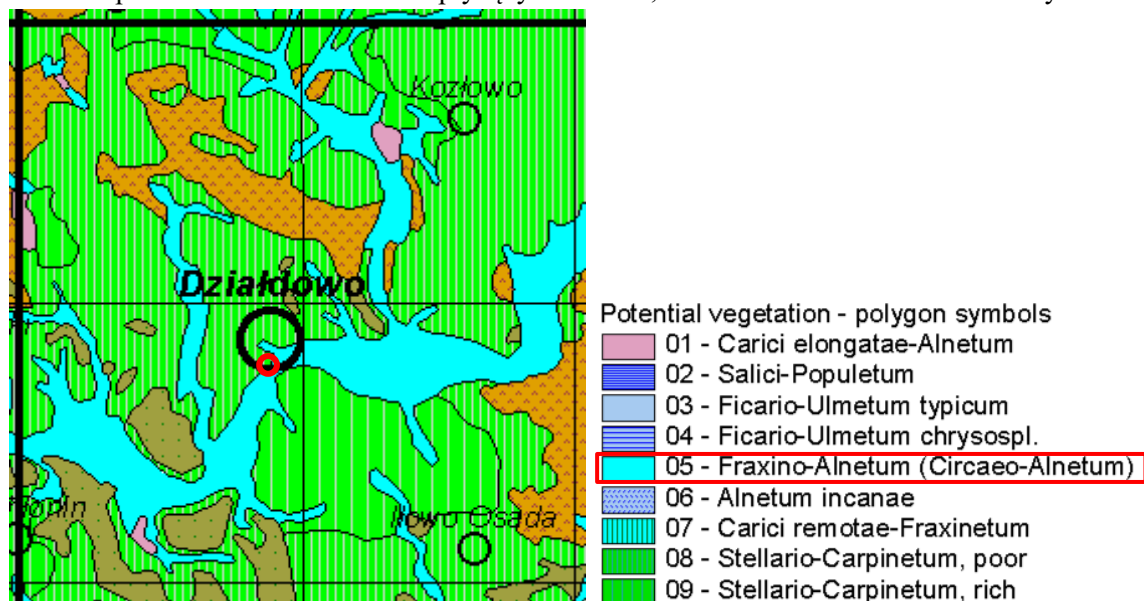 Kozłowo
Działdowo
Iłowo Osada
Potential vegetation - polygon symbols
01 - Carici elongatae-Alnetum
02 - Salici-Populetum
03 - Ficario-Ulmetum typicum
04 - Ficario-Ulmetum chrysospl.
05 - Fraxino-Alnetum (Circaeo-Alnetum)
06 - Alnetum incanae
07 - Carici remotae-Fraxinetum
08 - Stellario-Carpinetum, poor
09 - Stellario-Carpinetum, rich